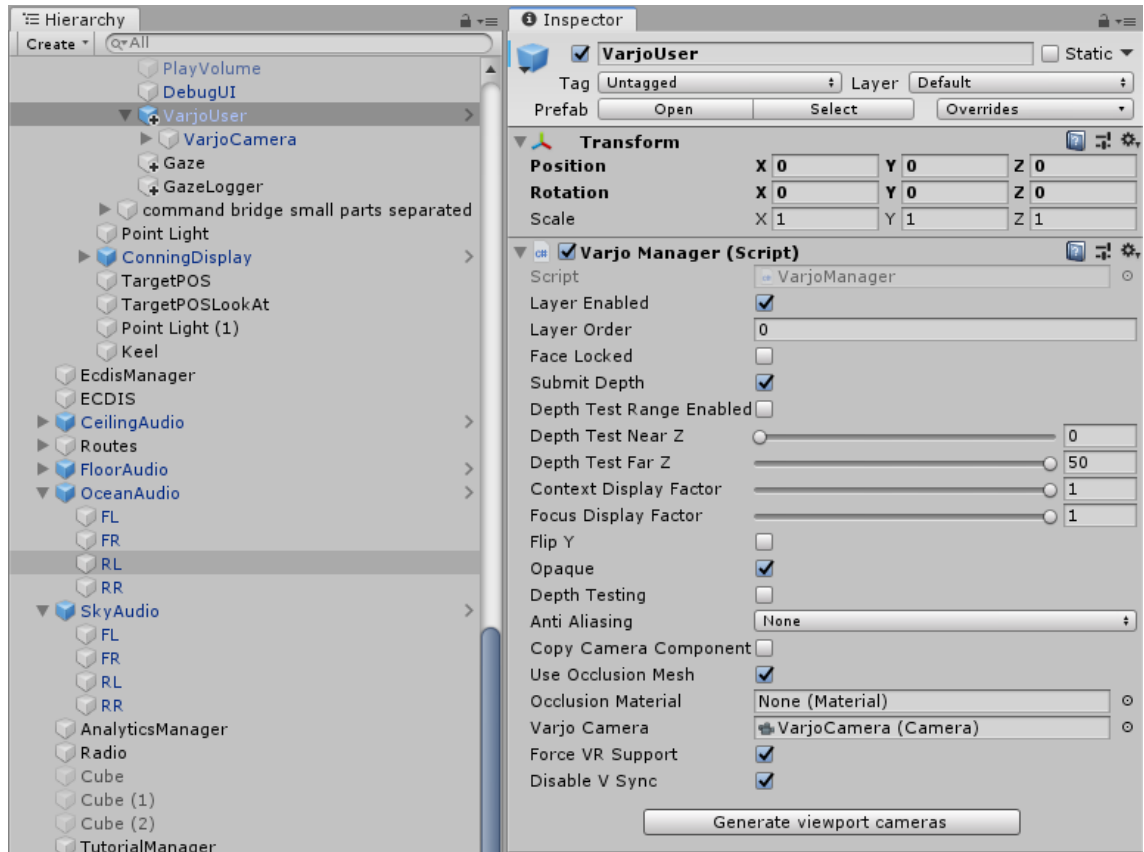 Hierarchy
Create All
PlayVolume
DebugUI
VarjoUser
VarjoCamera
Gaze
GazeLogger
command bridge small parts separated
Point Light
ConningDisplay
TargetPOS
TargetPOSLookAt
Point Light (1)
Keel
EcdisManager
ECDIS
CeilingAudio
Routes
FloorAudio
OceanAudio
FL
FR
RL
RR
SkyAudio
FL
FR
RL
RR
AnalyticsManager
Radio
Cube
Cube (1)
Cube (2)
TutorialManager
Inspector
VarjoUser Static
Tag Untagged Layer Default
Prefab Open Select Overrides
Transform
Position X 0 Y 0 Z 0
Rotation X 0 Y 0 Z 0
Scale X 1 Y 1 Z 1
C# Varjo Manager (Script)
Script VarjoManager
Layer Enabled
Layer Order 0
Face Locked
Submit Depth
Depth Test Range Enabled
Depth Test Near Z 0
Depth Test Far Z 50
Context Display Factor 1
Focus Display Factor 1
Flip Y
Opaque
Depth Testing
Anti Aliasing None
Copy Camera Component
Use Occlusion Mesh
Occlusion Material None (Material)
Varjo Camera VarjoCamera (Camera)
Force VR Support
Disable V Sync
Generate viewport cameras